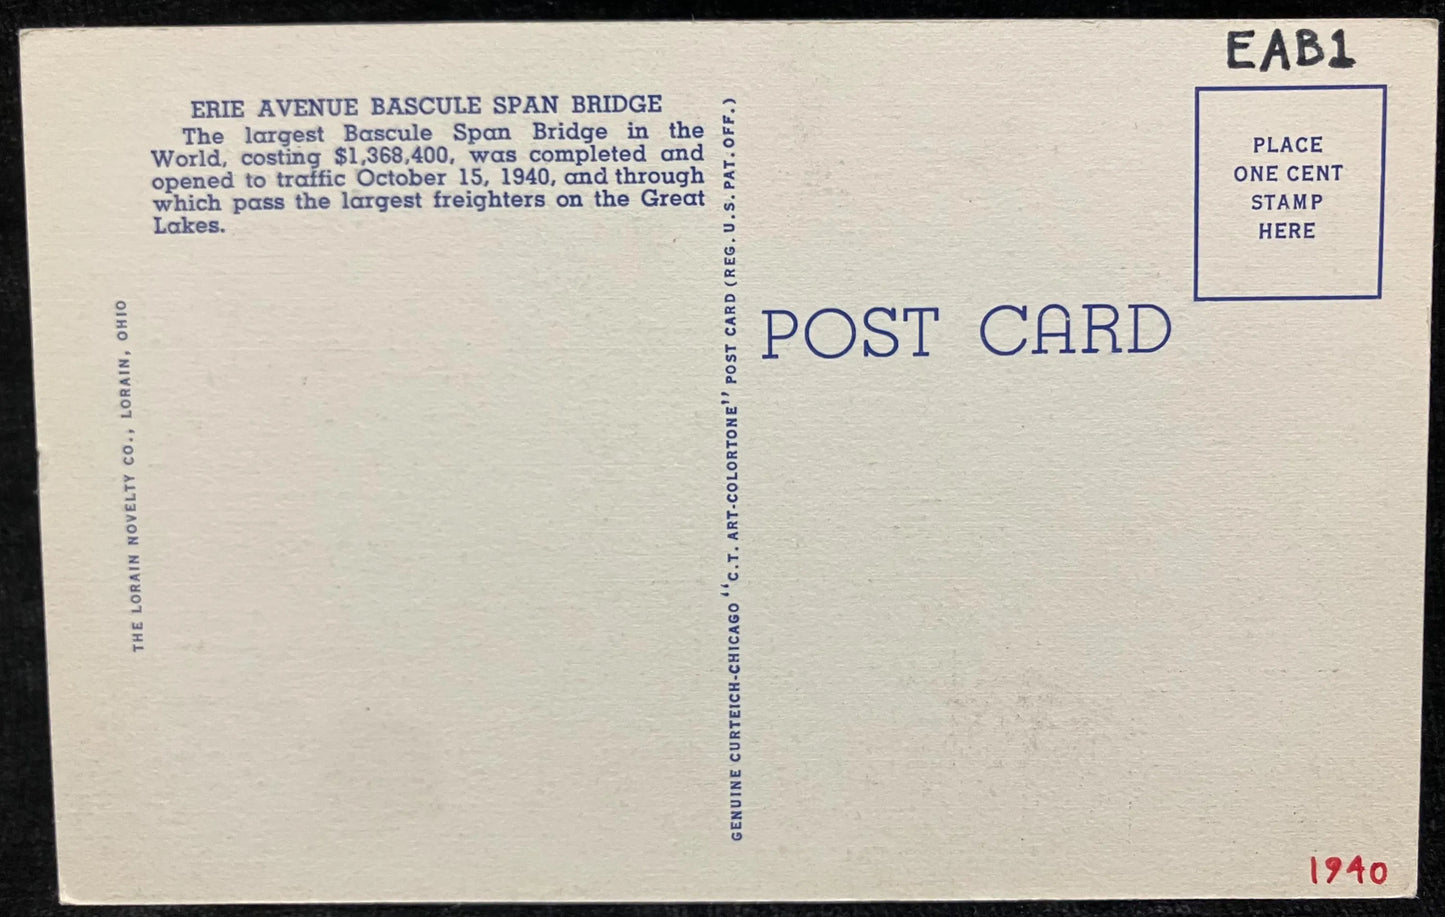 EAB1
ERIE AVENUE BASCULE SPAN BRIDGE
The largest Bascule Span Bridge in the
World, costing $1,368,400, was completed and
opened to traffic October 15, 1940, and through
which pass the largest freighters on the Great
Lakes.
THE LORAIN NOVELTY CO., LORAIN, OHIO
GENUINE CURTEICH-CHICAGO "C.T. ART-COLORTONE" POST CARD (REG. U.S. PAT. OFF.)
POST CARD
PLACE
ONE CENT
STAMP
HERE
1940